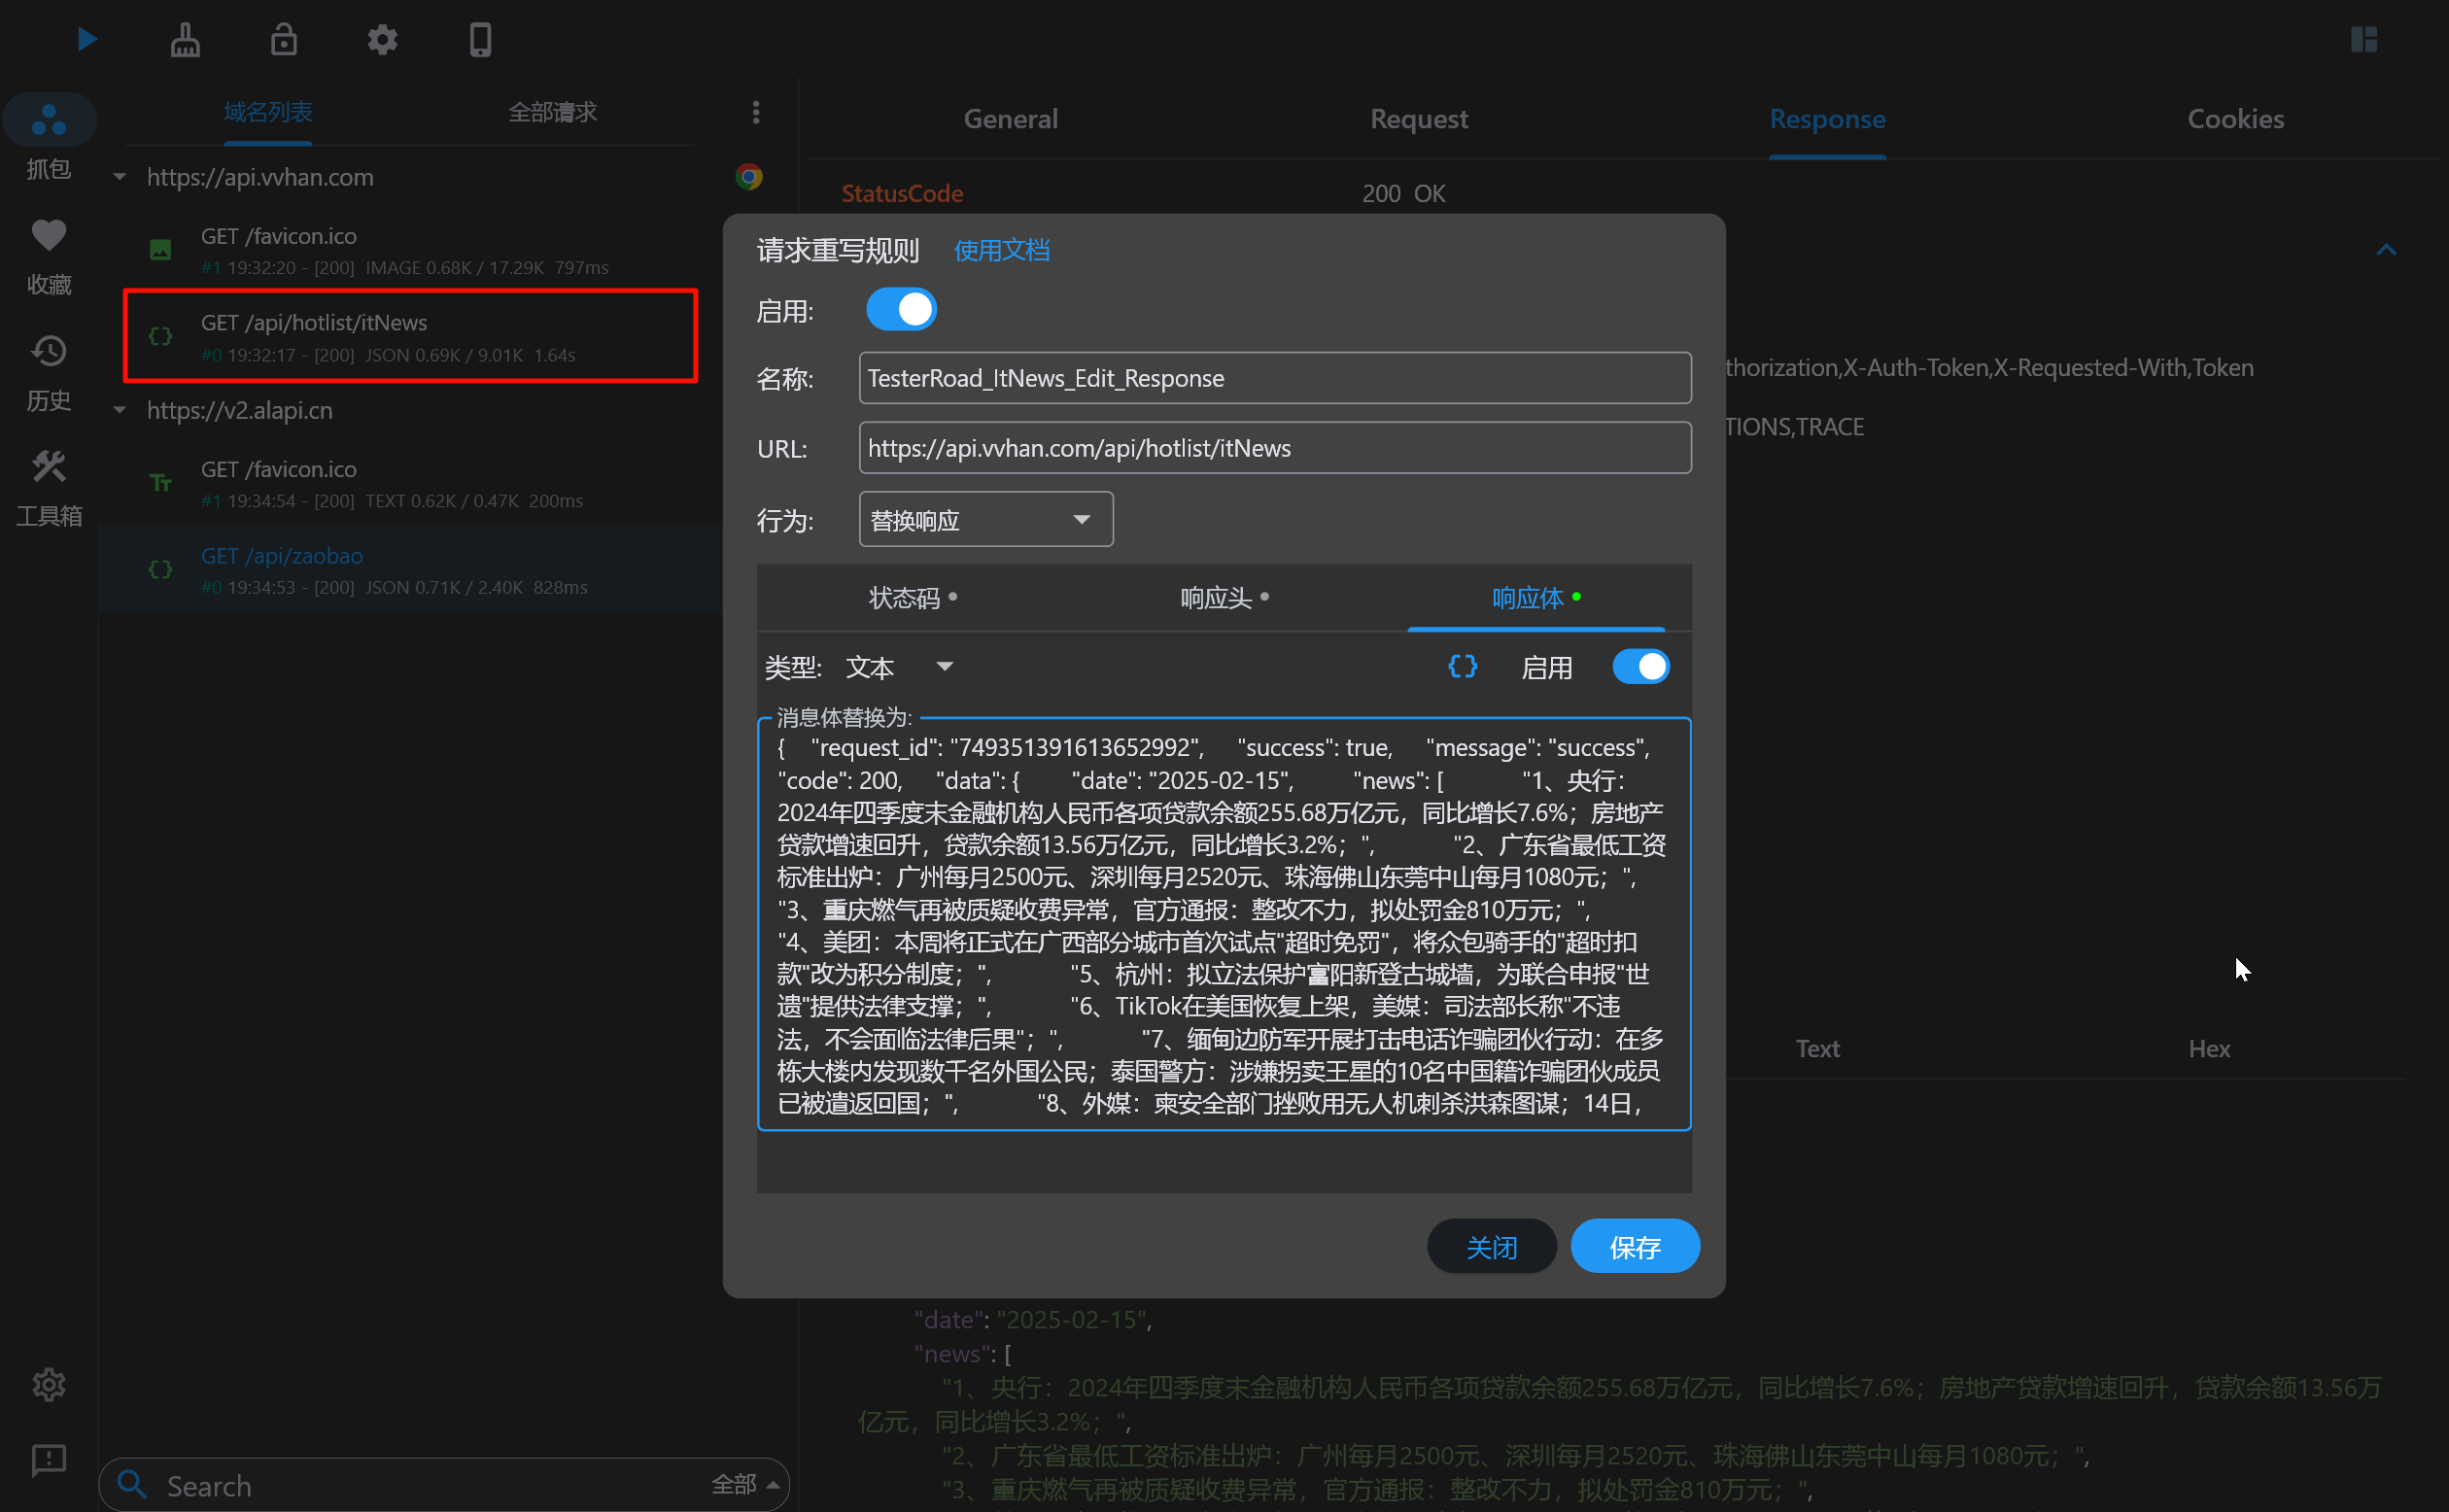 域名列表
全部请求
General
Request
Response
Cookies
抓包
收藏
历史
工具箱
https://api.vvhan.com
GET /favicon.ico
#1 19:32:20 - [200] IMAGE 0.68K / 17.29K 797ms
GET /api/hotlist/itNews
#0 19:32:17 - [200] JSON 0.69K / 9.01K 1.64s
https://v2.alapi.cn
GET /favicon.ico
#1 19:34:54 - [200] TEXT 0.62K / 0.47K 200ms
GET /api/zaobao
#0 19:34:53 - [200] JSON 0.71K / 2.40K 828ms
Search
全部
StatusCode
200 OK
thorization,X-Auth-Token,X-Requested-With,Token
TIONS,TRACE
请求重写规则
使用文档
启用:
名称:
TesterRoad_ItNews_Edit_Response
URL:
https://api.vvhan.com/api/hotlist/itNews
行为:
替换响应
状态码
响应头
响应体
类型:
文本
{}
启用
消息体替换为:
{ "request_id": "749351391613652992", "success": true, "message": "success",
"code": 200, "data": { "date": "2025-02-15", "news": [ "1、央行：
2024年四季度末金融机构人民币各项贷款余额255.68万亿元，同比增长7.6%；房地产
贷款增速回升，贷款余额13.56万亿元，同比增长3.2%；", "2、广东省最低工资
标准出炉：广州每月2500元、深圳每月2520元、珠海佛山东莞中山每月1080元；",
"3、重庆燃气再被质疑收费异常，官方通报：整改不力，拟处罚金810万元；",
"4、美团：本周将正式在广西部分城市首次试点"超时免罚"，将众包骑手的"超时扣
款"改为积分制度；", "5、杭州：拟立法保护富阳新登古城墙，为联合申报"世
遗"提供法律支撑；", "6、TikTok在美国恢复上架，美媒：司法部长称"不违
法，不会面临法律后果"；", "7、缅甸边防军开展打击电话诈骗团伙行动：在多
栋大楼内发现数千名外国公民；泰国警方：涉嫌拐卖王星的10名中国籍诈骗团伙成员
已被遣返回国；", "8、外媒：柬安全部门挫败用无人机刺杀洪森图谋；14日，
关闭
保存
Text
Hex
"date": "2025-02-15",
"news": [
"1、央行：2024年四季度末金融机构人民币各项贷款余额255.68万亿元，同比增长7.6%；房地产贷款增速回升，贷款余额13.56万
亿元，同比增长3.2%；",
"2、广东省最低工资标准出炉：广州每月2500元、深圳每月2520元、珠海佛山东莞中山每月1080元；",
"3、重庆燃气再被质疑收费异常，官方通报：整改不力，拟处罚金810万元；",